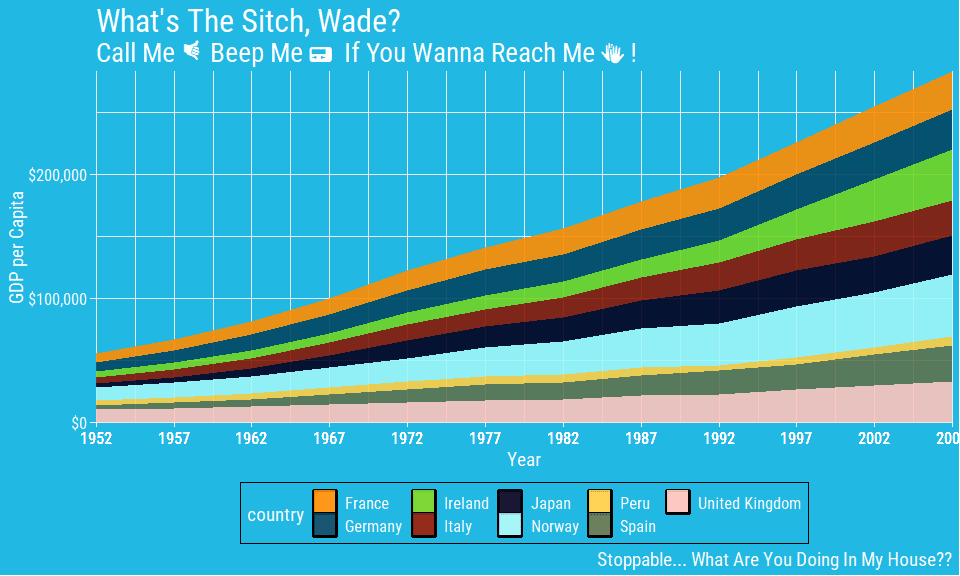 What's The Sitch, Wade?
Call Me 🤙 Beep Me 📟 If You Wanna Reach Me 👋 !
GDP per Capita
$200,000
$100,000
$0
1952 1957 1962 1967 1972 1977 1982 1987 1992 1997 2002 200
Year
country
France Ireland Japan Peru United Kingdom
Germany Italy Norway Spain
Stoppable... What Are You Doing In My House??